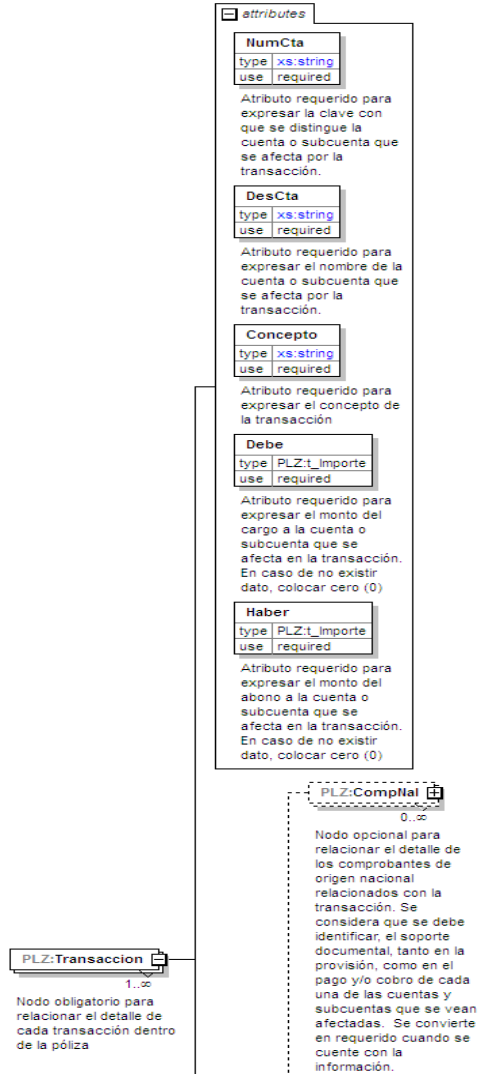 attributes
NumCta
type xs:string
use required
Atributo requerido para
expresar la clave con
que se distingue la
cuenta o subcuenta que
se afecta por la
transacción.
DesCta
type xs:string
use required
Atributo requerido para
expresar el nombre de la
cuenta o subcuenta que
se afecta por la
transacción.
Concepto
type xs:string
use required
Atributo requerido para
expresar el concepto de
la transacción
Debe
type PLZ:t_Importe
use required
Atributo requerido para
expresar el monto del
cargo a la cuenta o
subcuenta que se
afecta en la transacción.
En caso de no existir
dato, colocar cero (0)
Haber
type PLZ:t_Importe
use required
Atributo requerido para
expresar el monto del
abono a la cuenta o
subcuenta que se
afecta en la transacción.
En caso de no existir
dato, colocar cero (0)
PLZ:CompNal
0..∞
Nodo opcional para
relacionar el detalle de
los comprobantes de
origen nacional
relacionados con la
transacción. Se
considera que se debe
identificar, el soporte
documental, tanto en la
provisión, como en el
pago y/o cobro de cada
una de las cuentas y
subcuentas que se vean
afectadas. Se convierte
en requerido cuando se
cuente con la
información.
PLZ:Transaccion
1..∞
Nodo obligatorio para
relacionar el detalle de
cada transacción dentro
de la póliza